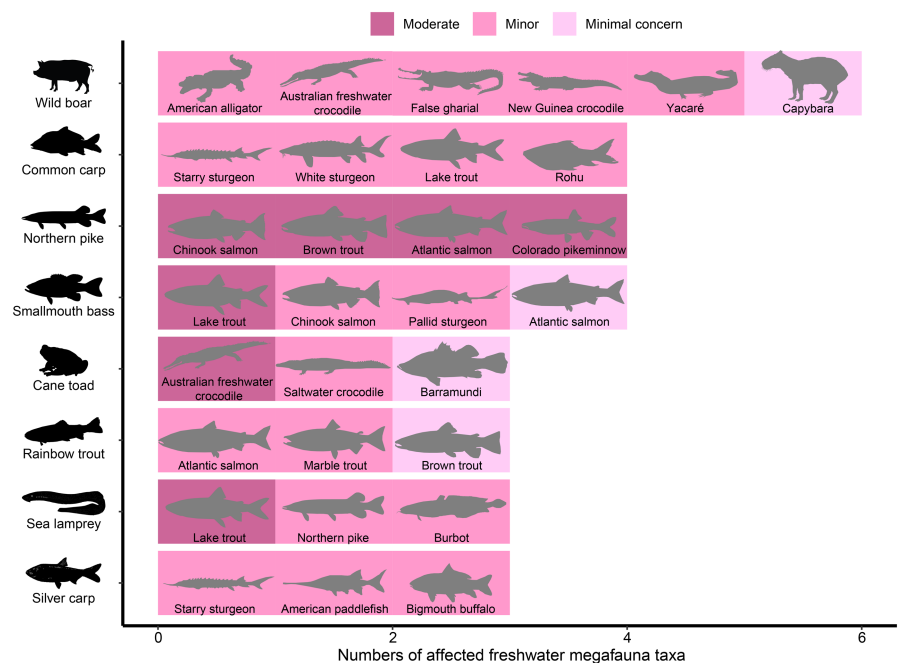 Moderate Minor Minimal concern
Wild boar
American alligator
Australian freshwater
crocodile
False gharial
New Guinea crocodile
Yacaré
Capybara
Common carp
Starry sturgeon
White sturgeon
Lake trout
Rohu
Northern pike
Chinook salmon
Brown trout
Atlantic salmon
Colorado pikeminnow
Smallmouth bass
Lake trout
Chinook salmon
Pallid sturgeon
Atlantic salmon
Cane toad
Australian freshwater
crocodile
Saltwater crocodile
Barramundi
Rainbow trout
Atlantic salmon
Marble trout
Brown trout
Sea lamprey
Lake trout
Northern pike
Burbot
Silver carp
Starry sturgeon
American paddlefish
Bigmouth buffalo
0 2 4 6
Numbers of affected freshwater megafauna taxa